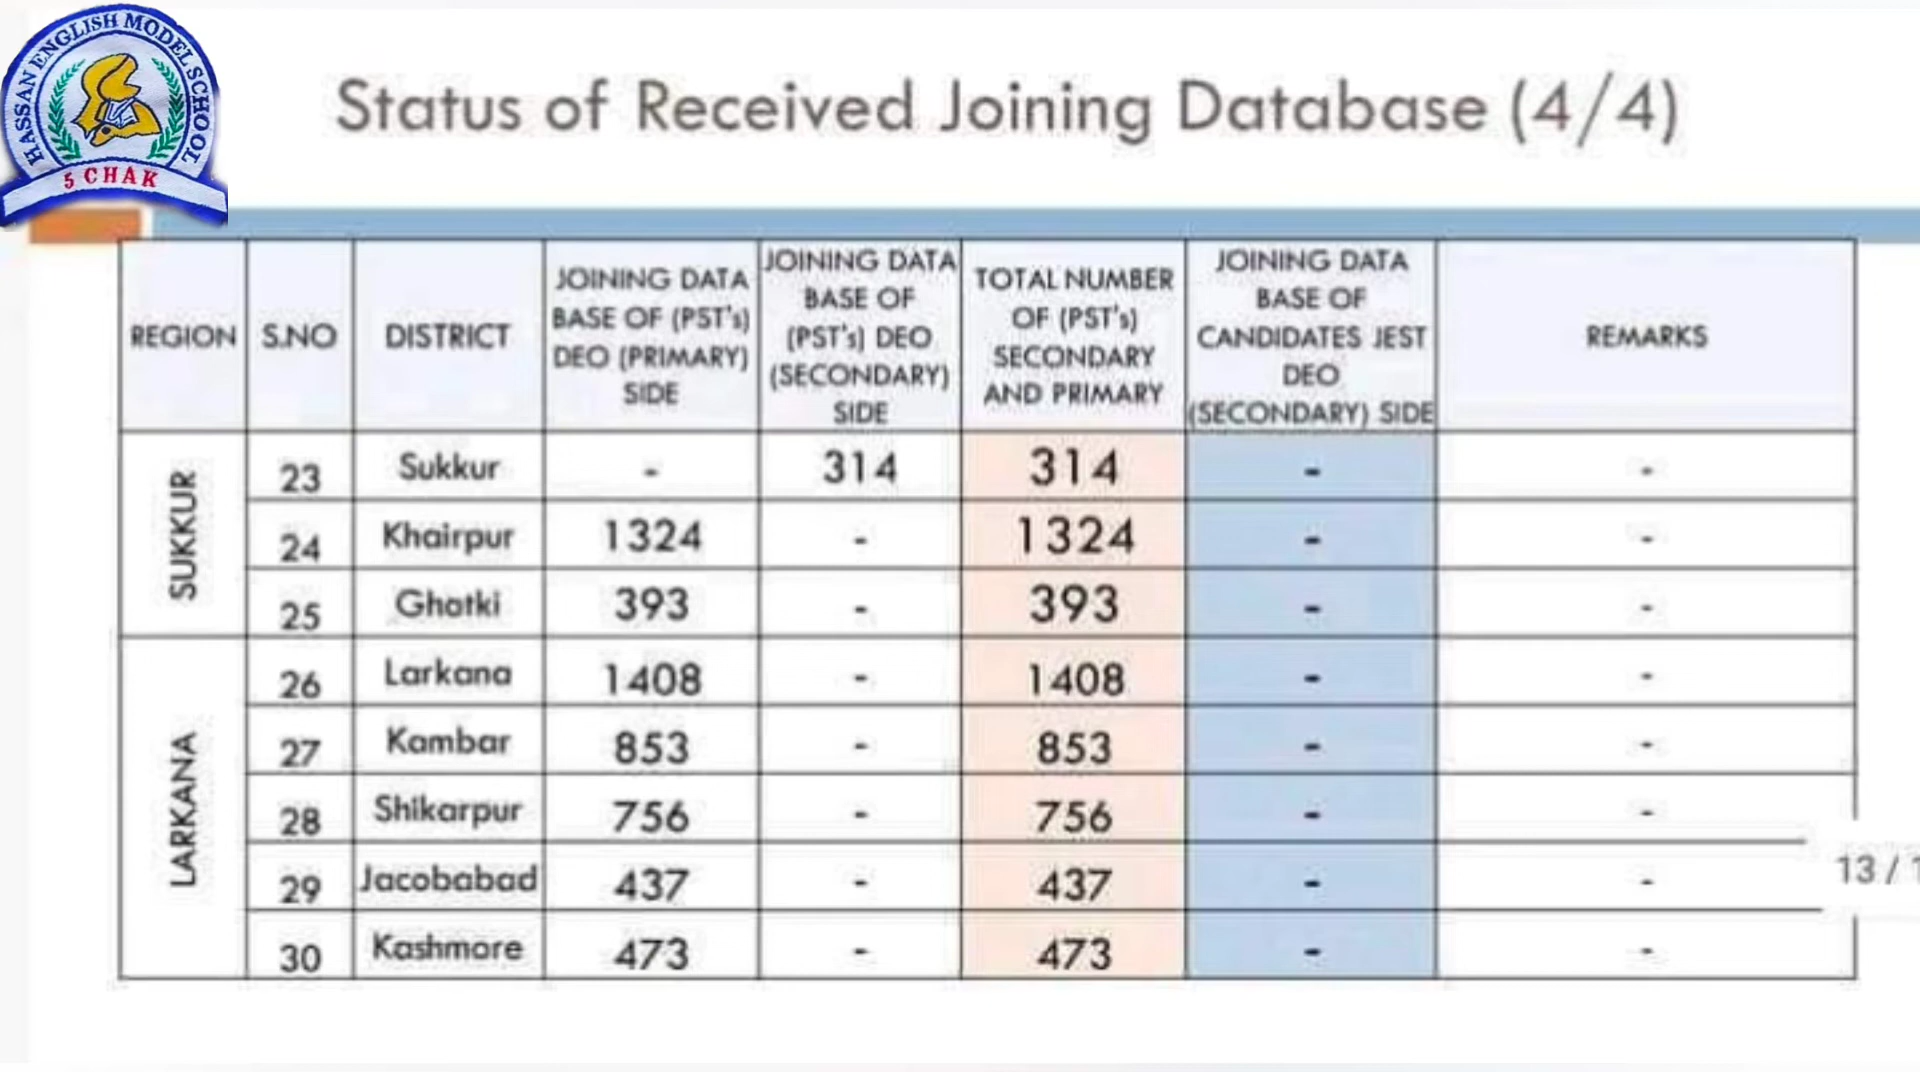 HASSAN ENGLISH MODEL SCHOOL
5 CHAK
Status of Received Joining Database (4/4)
REGION
S.NO
DISTRICT
JOINING DATA
BASE OF (PST's)
DEO (PRIMARY)
SIDE
JOINING DATA
BASE OF
(PST's) DEO
(SECONDARY)
SIDE
TOTAL NUMBER
OF (PST's)
SECONDARY
AND PRIMARY
JOINING DATA
BASE OF
CANDIDATES JEST
DEO
(SECONDARY) SIDE
REMARKS
SUKKUR
23 Sukkur - 314 314 - -
24 Khairpur 1324 - 1324 - -
25 Ghotki 393 - 393 - -
LARKANA
26 Larkana 1408 - 1408 - -
27 Kambar 853 - 853 - -
28 Shikarpur 756 - 756 - -
29 Jacobabad 437 - 437 - -
30 Kashmore 473 - 473 - -
13 / 1